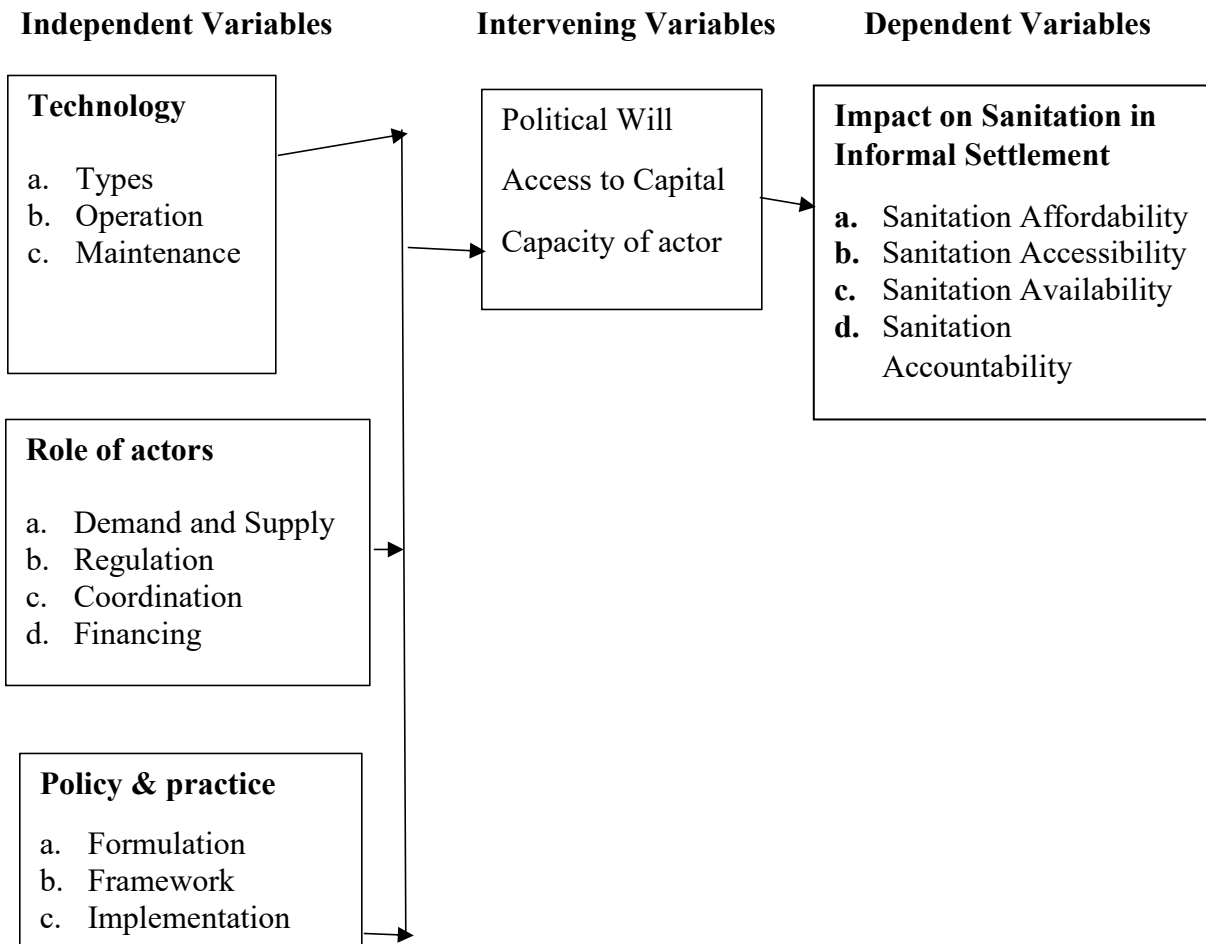 Independent Variables
Intervening Variables
Dependent Variables
Technology
a. Types
b. Operation
c. Maintenance
Role of actors
a. Demand and Supply
b. Regulation
c. Coordination
d. Financing
Policy & practice
a. Formulation
b. Framework
c. Implementation
Political Will
Access to Capital
Capacity of actor
Impact on Sanitation in
Informal Settlement
a. Sanitation Affordability
b. Sanitation Accessibility
c. Sanitation Availability
d. Sanitation
Accountability